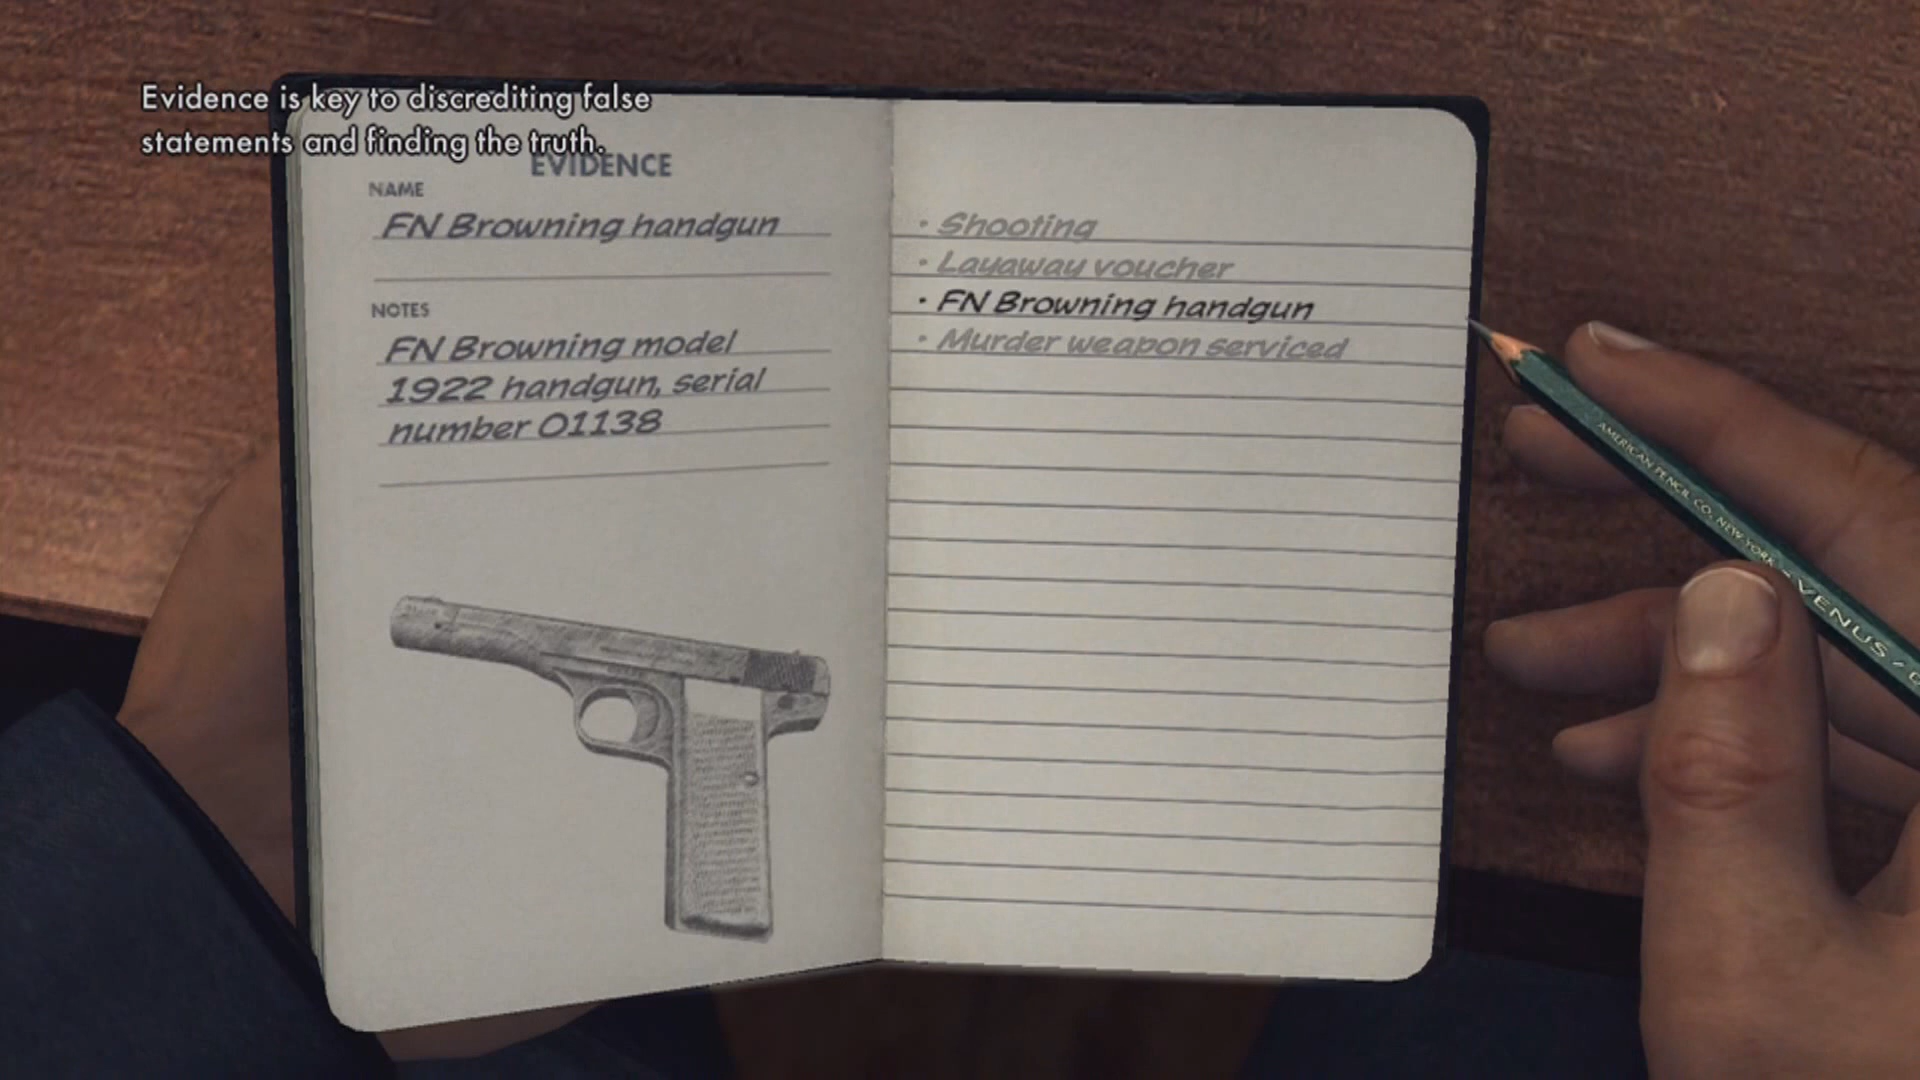 Evidence is key to discrediting false
statements and finding the truth.
EVIDENCE
NAME
FN Browning handgun
NOTES
FN Browning model
1922 handgun, serial
number 01138
• Shooting
• Layaway voucher
• FN Browning handgun
• Murder weapon serviced
AMERICAN PENCIL CO. NEW YORK VENUS